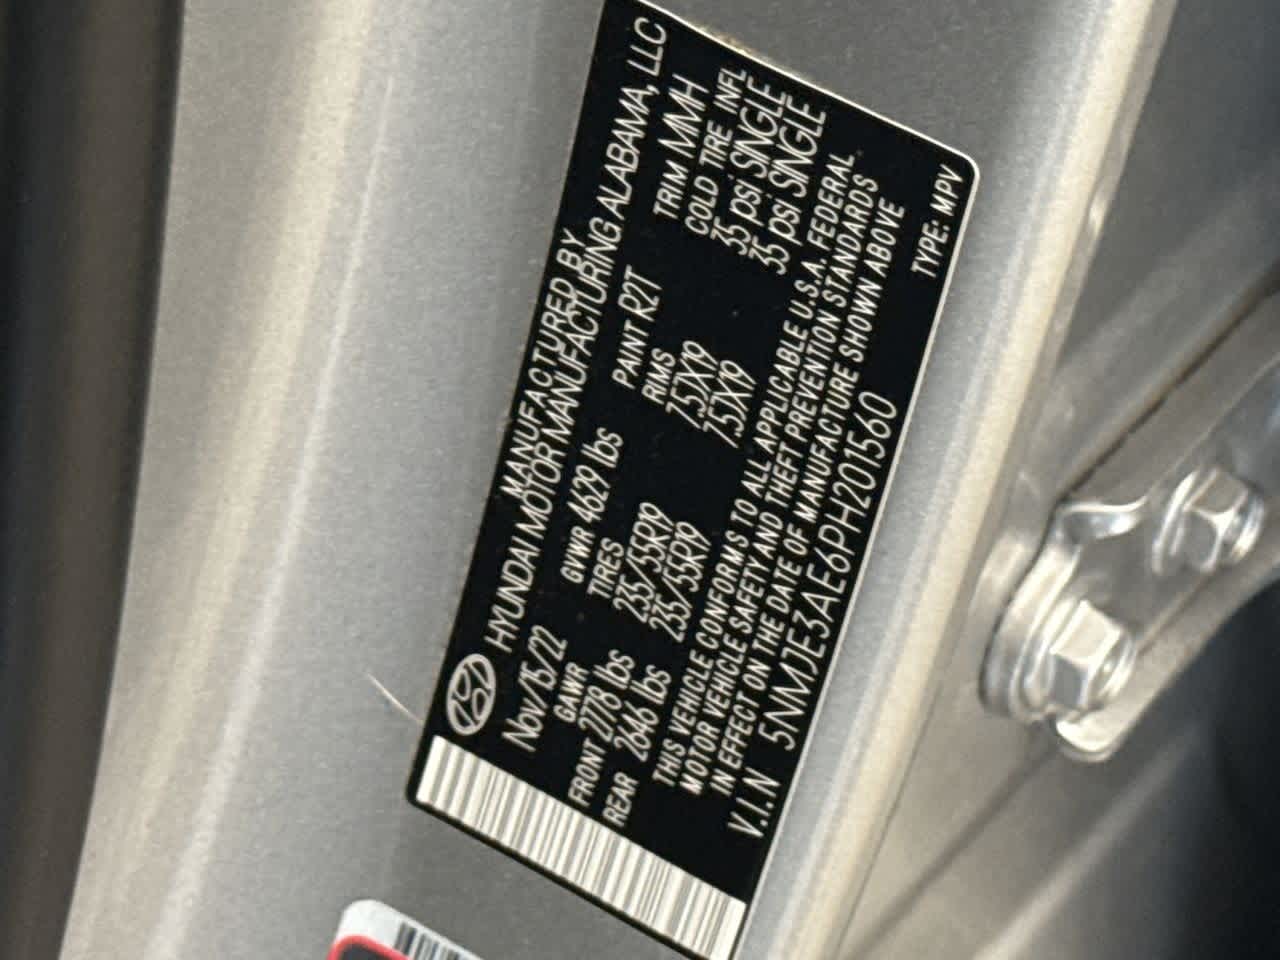 MANUFACTURED BY
HYUNDAI MOTOR MANUFACTURING ALABAMA, LLC
Nov/15/22 GVWR 4629 lbs PAINT R2T TRIM MMH
GAWR TIRES RIMS COLD TIRE INFL
FRONT 2778 lbs 235/55R19 7.5JX19 35 psi SINGLE
REAR 2646 lbs 235/55R19 7.5JX19 35 psi SINGLE
THIS VEHICLE CONFORMS TO ALL APPLICABLE U.S.A. FEDERAL
MOTOR VEHICLE SAFETY AND THEFT PREVENTION STANDARDS
IN EFFECT ON THE DATE OF MANUFACTURE SHOWN ABOVE
V.I.N 5NMJE3AE6PH201560 TYPE: MPV